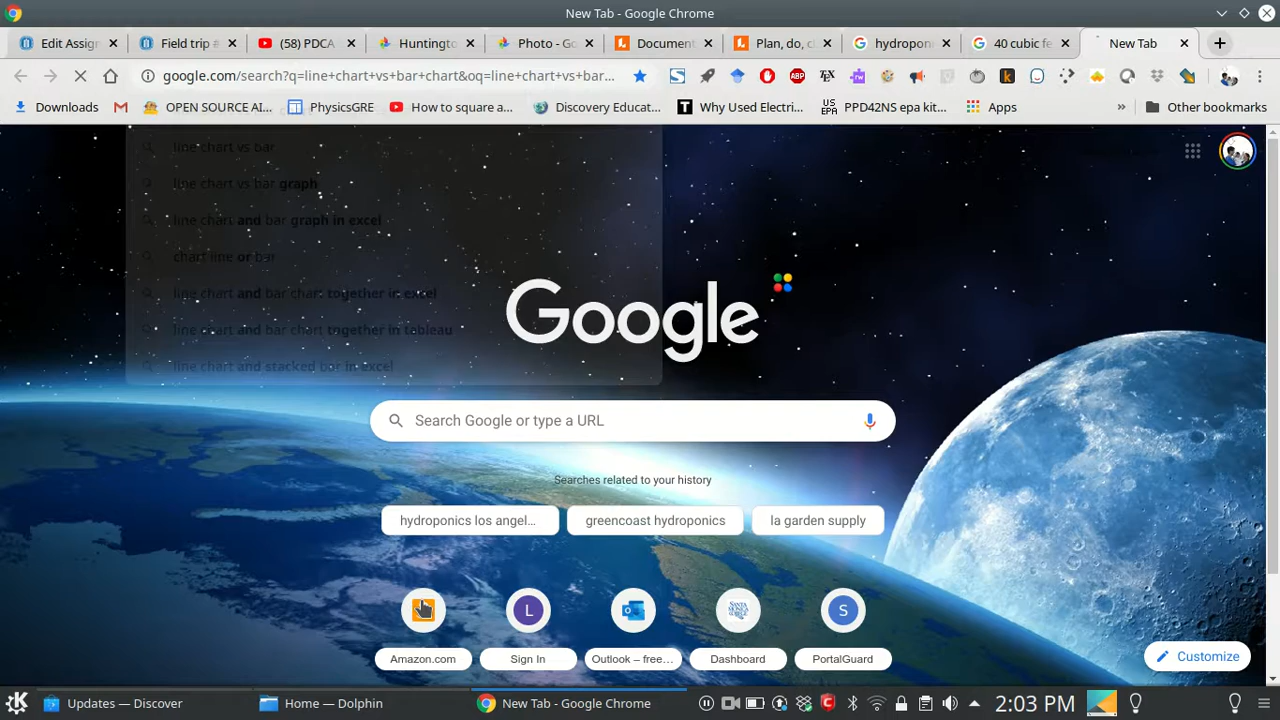 New Tab - Google Chrome
Edit Assign
Field trip #
(58) PDCA
Huntingto
Photo - Go
Document
Plan, do, c
hydropon
40 cubic fe
New Tab
google.com/search?q=line+chart+vs+bar+chart&oq=line+chart+vs+bar...
ABP
Downloads
OPEN SOURCE AI...
PhysicsGRE
How to square a...
Discovery Educat...
Why Used Electri...
US EPA
PPD42NS epa kit...
Apps
»
Other bookmarks
line chart vs bar
line chart vs bar graph
line chart and bar graph in excel
chart line or bar
line chart and bar chart together in excel
line chart and bar chart together in tableau
line chart and stacked bar in excel
Google
Search Google or type a URL
Searches related to your history
hydroponics los angel...
greencoast hydroponics
la garden supply
L
S
Amazon.com
Sign In
Outlook – free...
Dashboard
PortalGuard
Customize
Updates — Discover
Home — Dolphin
New Tab - Google Chrome
2:03 PM